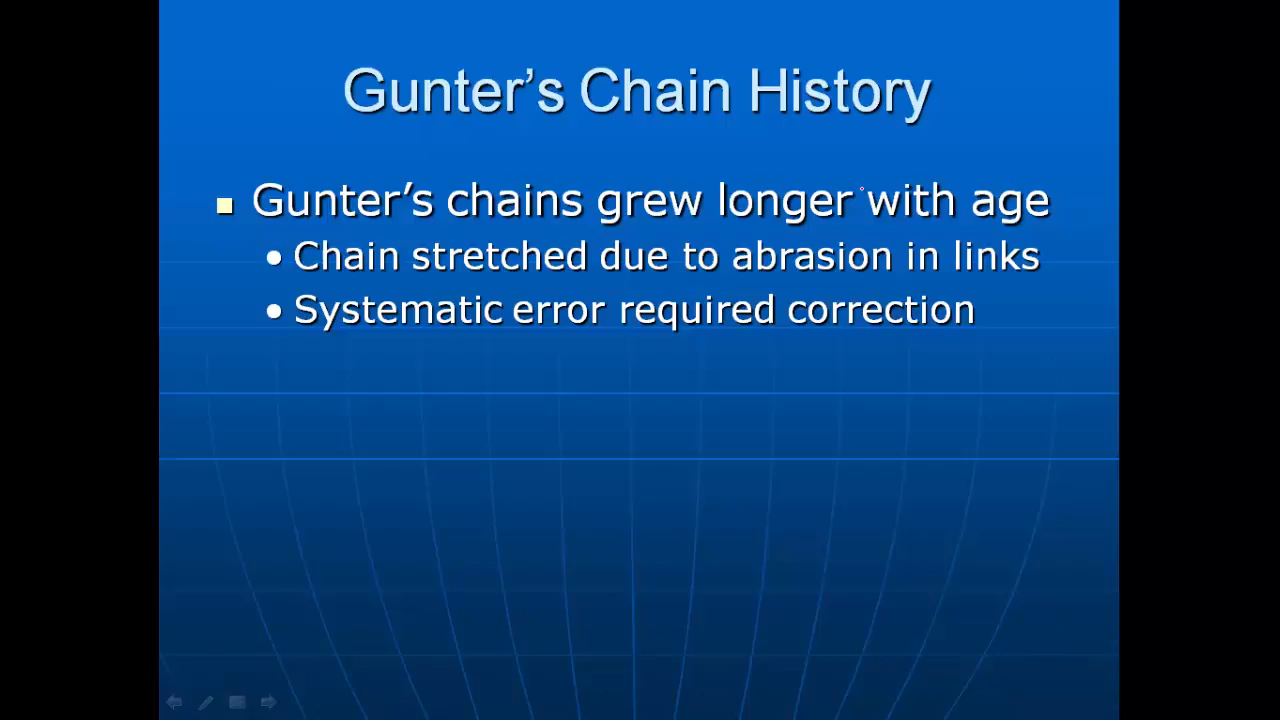 Gunter’s Chain History
Gunter’s chains grew longer with age
Chain stretched due to abrasion in links
Systematic error required correction